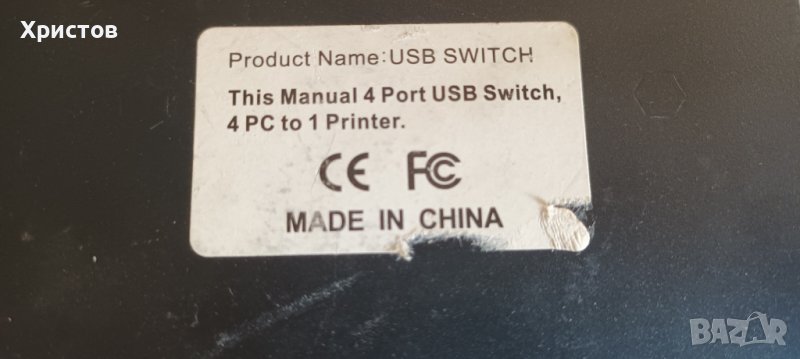 Христов
Product Name:USB SWITCH
This Manual 4 Port USB Switch,
4 PC to 1 Printer.
CE FC
MADE IN CHINA
BAZAR